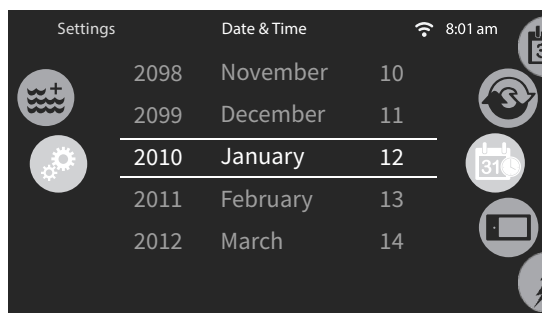 Settings Date & Time 8:01 am
2098 November 10
2099 December 11
2010 January 12
31
2011 February 13
2012 March 14